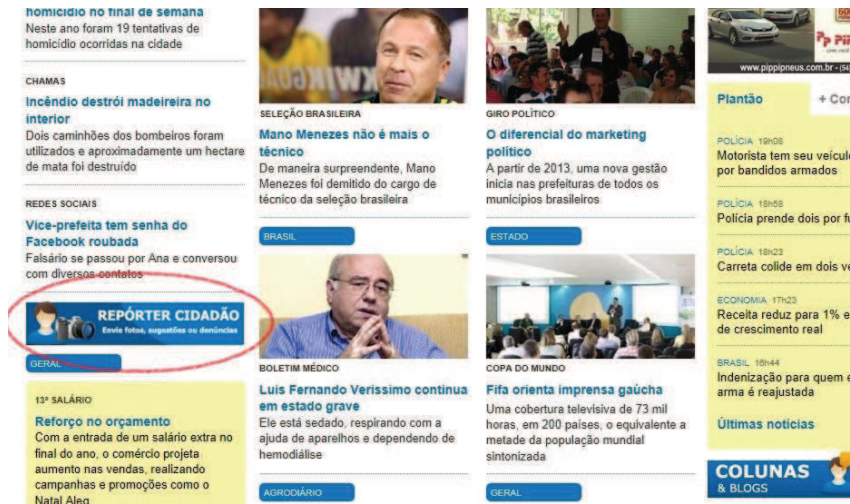 homicídio no final de semana
Neste ano foram 19 tentativas de
homicídio ocorridas na cidade
CHAMAS
Incêndio destrói madeireira no
interior
Dois caminhões dos bombeiros foram
utilizados e aproximadamente um hectare
de mata foi destruído
REDES SOCIAIS
Vice-prefeita tem senha do
Facebook roubada
Falsário se passou por Ana e conversou
com diversos contatos
REPÓRTER CIDADÃO
Envie fotos, sugestões ou denúncias
GERAL
13º SALÁRIO
Reforço no orçamento
Com a entrada de um salário extra no
final do ano, o comércio projeta
aumento nas vendas, realizando
campanhas e promoções como o
Natal Aleg
SELEÇÃO BRASILEIRA
Mano Menezes não é mais o
técnico
De maneira surpreendente, Mano
Menezes foi demitido do cargo de
técnico da seleção brasileira
BRASIL
BOLETIM MÉDICO
Luis Fernando Verissimo continua
em estado grave
Ele está sedado, respirando com a
ajuda de aparelhos e dependendo de
hemodiálise
AGRODIÁRIO
GIRO POLÍTICO
O diferencial do marketing
político
A partir de 2013, uma nova gestão
inicia nas prefeituras de todos os
municípios brasileiros
ESTADO
COPA DO MUNDO
Fifa orienta imprensa gaúcha
Uma cobertura televisiva de 73 mil
horas, em 200 países, o equivalente a
metade da população mundial
sintonizada
GERAL
www.pippipneus.com.br - (54
Plantão + Con
POLÍCIA 19h08
Motorista tem seu veícul
por bandidos armados
POLÍCIA 18h58
Polícia prende dois por fu
POLÍCIA 18h23
Carreta colide em dois ve
ECONOMIA 17h23
Receita reduz para 1% e
de crescimento real
BRASIL 16h44
Indenização para quem e
arma é reajustada
Últimas notícias
COLUNAS
& BLOGS